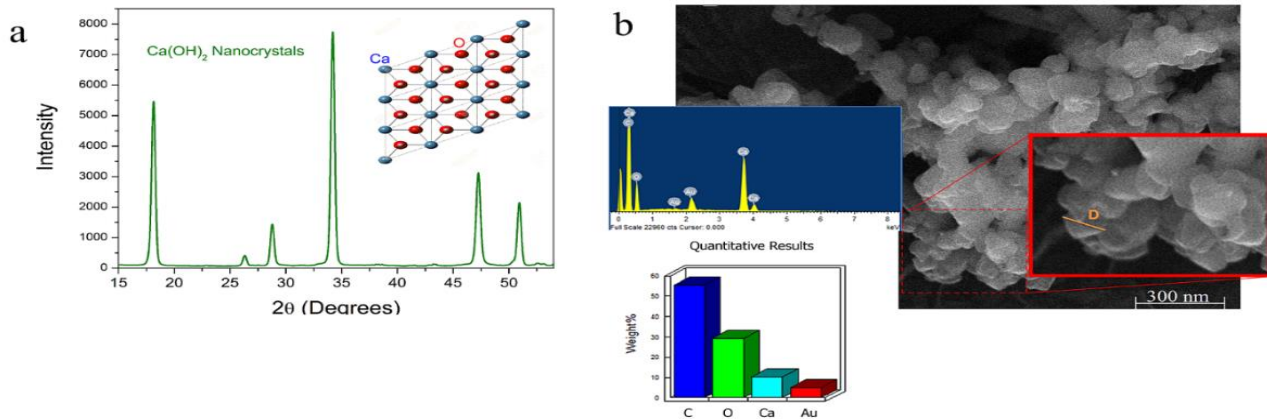 a
Ca(OH)2 Nanocrystals
Ca
O
Intensity
8000
7000
6000
5000
4000
3000
2000
1000
0
15 20 25 30 35 40 45 50
2θ (Degrees)
b
D
300 nm
0 1 2 3 4 5 6 7 8
Full Scale 22960 cts Cursor: 0.000 keV
Quantitative Results
Weight%
60
50
40
30
20
10
0
C O Ca Au